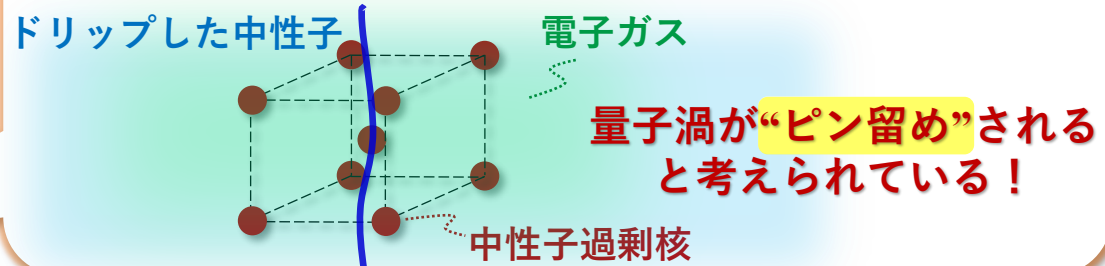 ドリップした中性子
電子ガス
量子渦が“ピン留め”される
と考えられている！
中性子過剰核